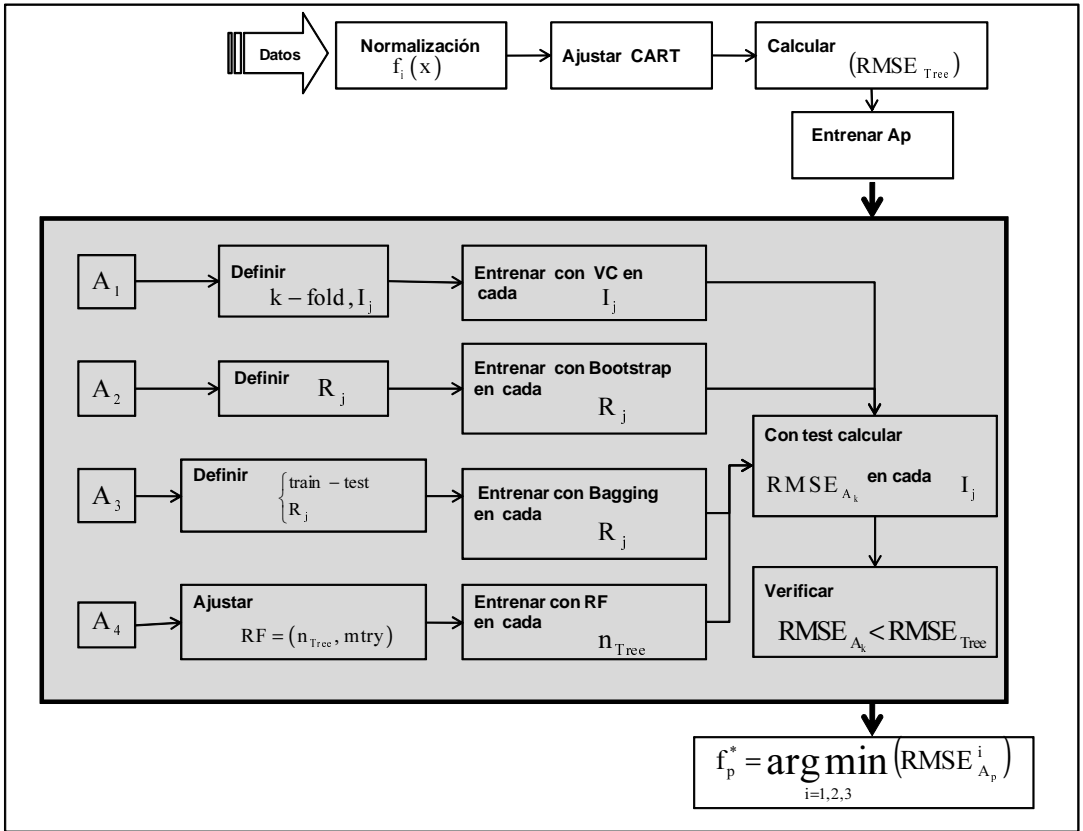 Datos
Normalización
f_i(x)
Ajustar CART
Calcular
(RMSE_Tree)
Entrenar Ap
A_1
Definir
k – fold, I_j
Entrenar con VC en
cada
I_j
A_2
Definir R_j
Entrenar con Bootstrap
en cada
R_j
A_3
Definir
{train – test
R_j
Entrenar con Bagging
en cada
R_j
A_4
Ajustar
RF = (n_Tree, mtry)
Entrenar con RF
en cada
n_Tree
Con test calcular
RMSE_A_k en cada I_j
Verificar
RMSE_A_k < RMSE_Tree
f_p^* = arg min (RMSE_A_p^i)
i=1,2,3